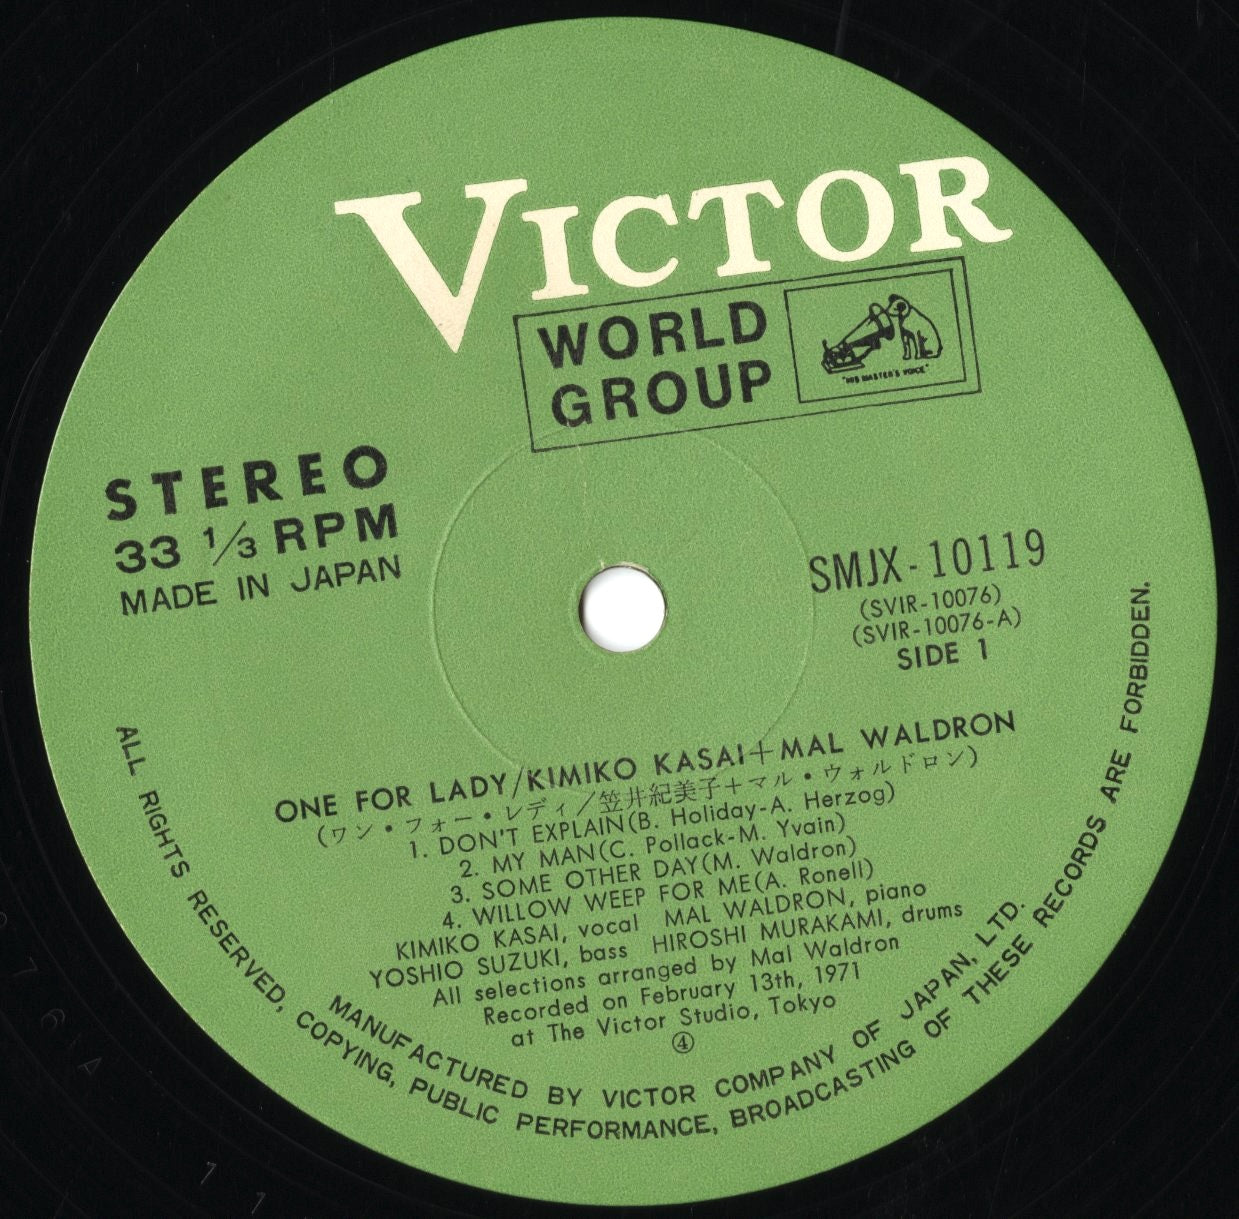 VICTOR
WORLD
GROUP
"HIS MASTER'S VOICE"
STEREO
33 1/3 RPM
MADE IN JAPAN
SMJX-10119
(SVIR-10076)
(SVIR-10076-A)
SIDE 1
ONE FOR LADY/KIMIKO KASAI+MAL WALDRON
(ワン・フォー・レディ/笠井紀美子+マル・ウォルドロン)
1. DON'T EXPLAIN(B. Holiday-A. Herzog)
2. MY MAN(C. Pollack-M. Yvain)
3. SOME OTHER DAY(M. Waldron)
4. WILLOW WEEP FOR ME(A. Ronell)
KIMIKO KASAI, vocal MAL WALDRON, piano
YOSHIO SUZUKI, bass HIROSHI MURAKAMI, drums
All selections arranged by Mal Waldron
Recorded on February 13th, 1971
at The Victor Studio, Tokyo
④
MANUFACTURED BY VICTOR COMPANY OF JAPAN, LTD.
ALL RIGHTS RESERVED, COPYING, PUBLIC PERFORMANCE, BROADCASTING OF THESE RECORDS ARE FORBIDDEN.